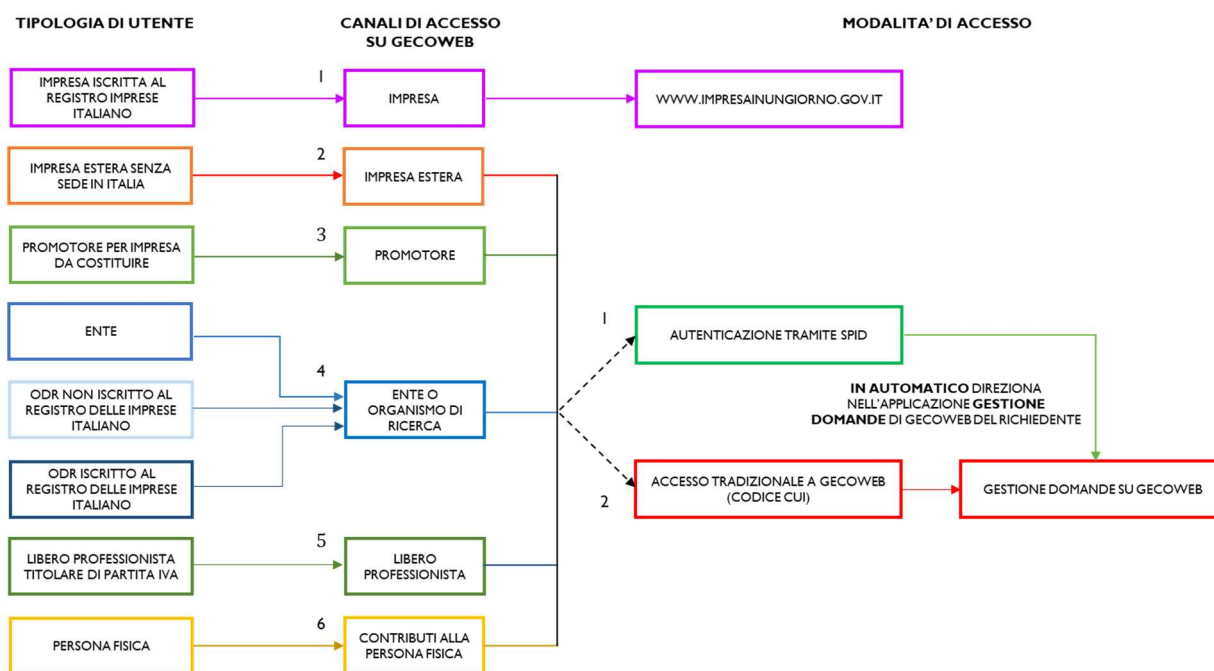 TIPOLOGIA DI UTENTE
CANALI DI ACCESSO
SU GECOWEB
MODALITA' DI ACCESSO
IMPRESA ISCRITTA AL
REGISTRO IMPRESE
ITALIANO
1
IMPRESA
WWW.IMPRESAINUNGIORNO.GOV.IT
IMPRESA ESTERA SENZA
SEDE IN ITALIA
2
IMPRESA ESTERA
PROMOTORE PER IMPRESA
DA COSTITUIRE
3
PROMOTORE
ENTE
ODR NON ISCRITTO AL
REGISTRO DELLE IMPRESE
ITALIANO
ODR ISCRITTO AL
REGISTRO DELLE IMPRESE
ITALIANO
4
ENTE O
ORGANISMO DI
RICERCA
1
AUTENTICAZIONE TRAMITE SPID
IN AUTOMATICO DIREZIONA
NELL'APPLICAZIONE GESTIONE
DOMANDE DI GECOWEB DEL RICHIEDENTE
2
ACCESSO TRADIZIONALE A GECOWEB
(CODICE CUI)
GESTIONE DOMANDE SU GECOWEB
LIBERO PROFESSIONISTA
TITOLARE DI PARTITA IVA
5
LIBERO
PROFESSIONISTA
PERSONA FISICA
6
CONTRIBUTI ALLA
PERSONA FISICA